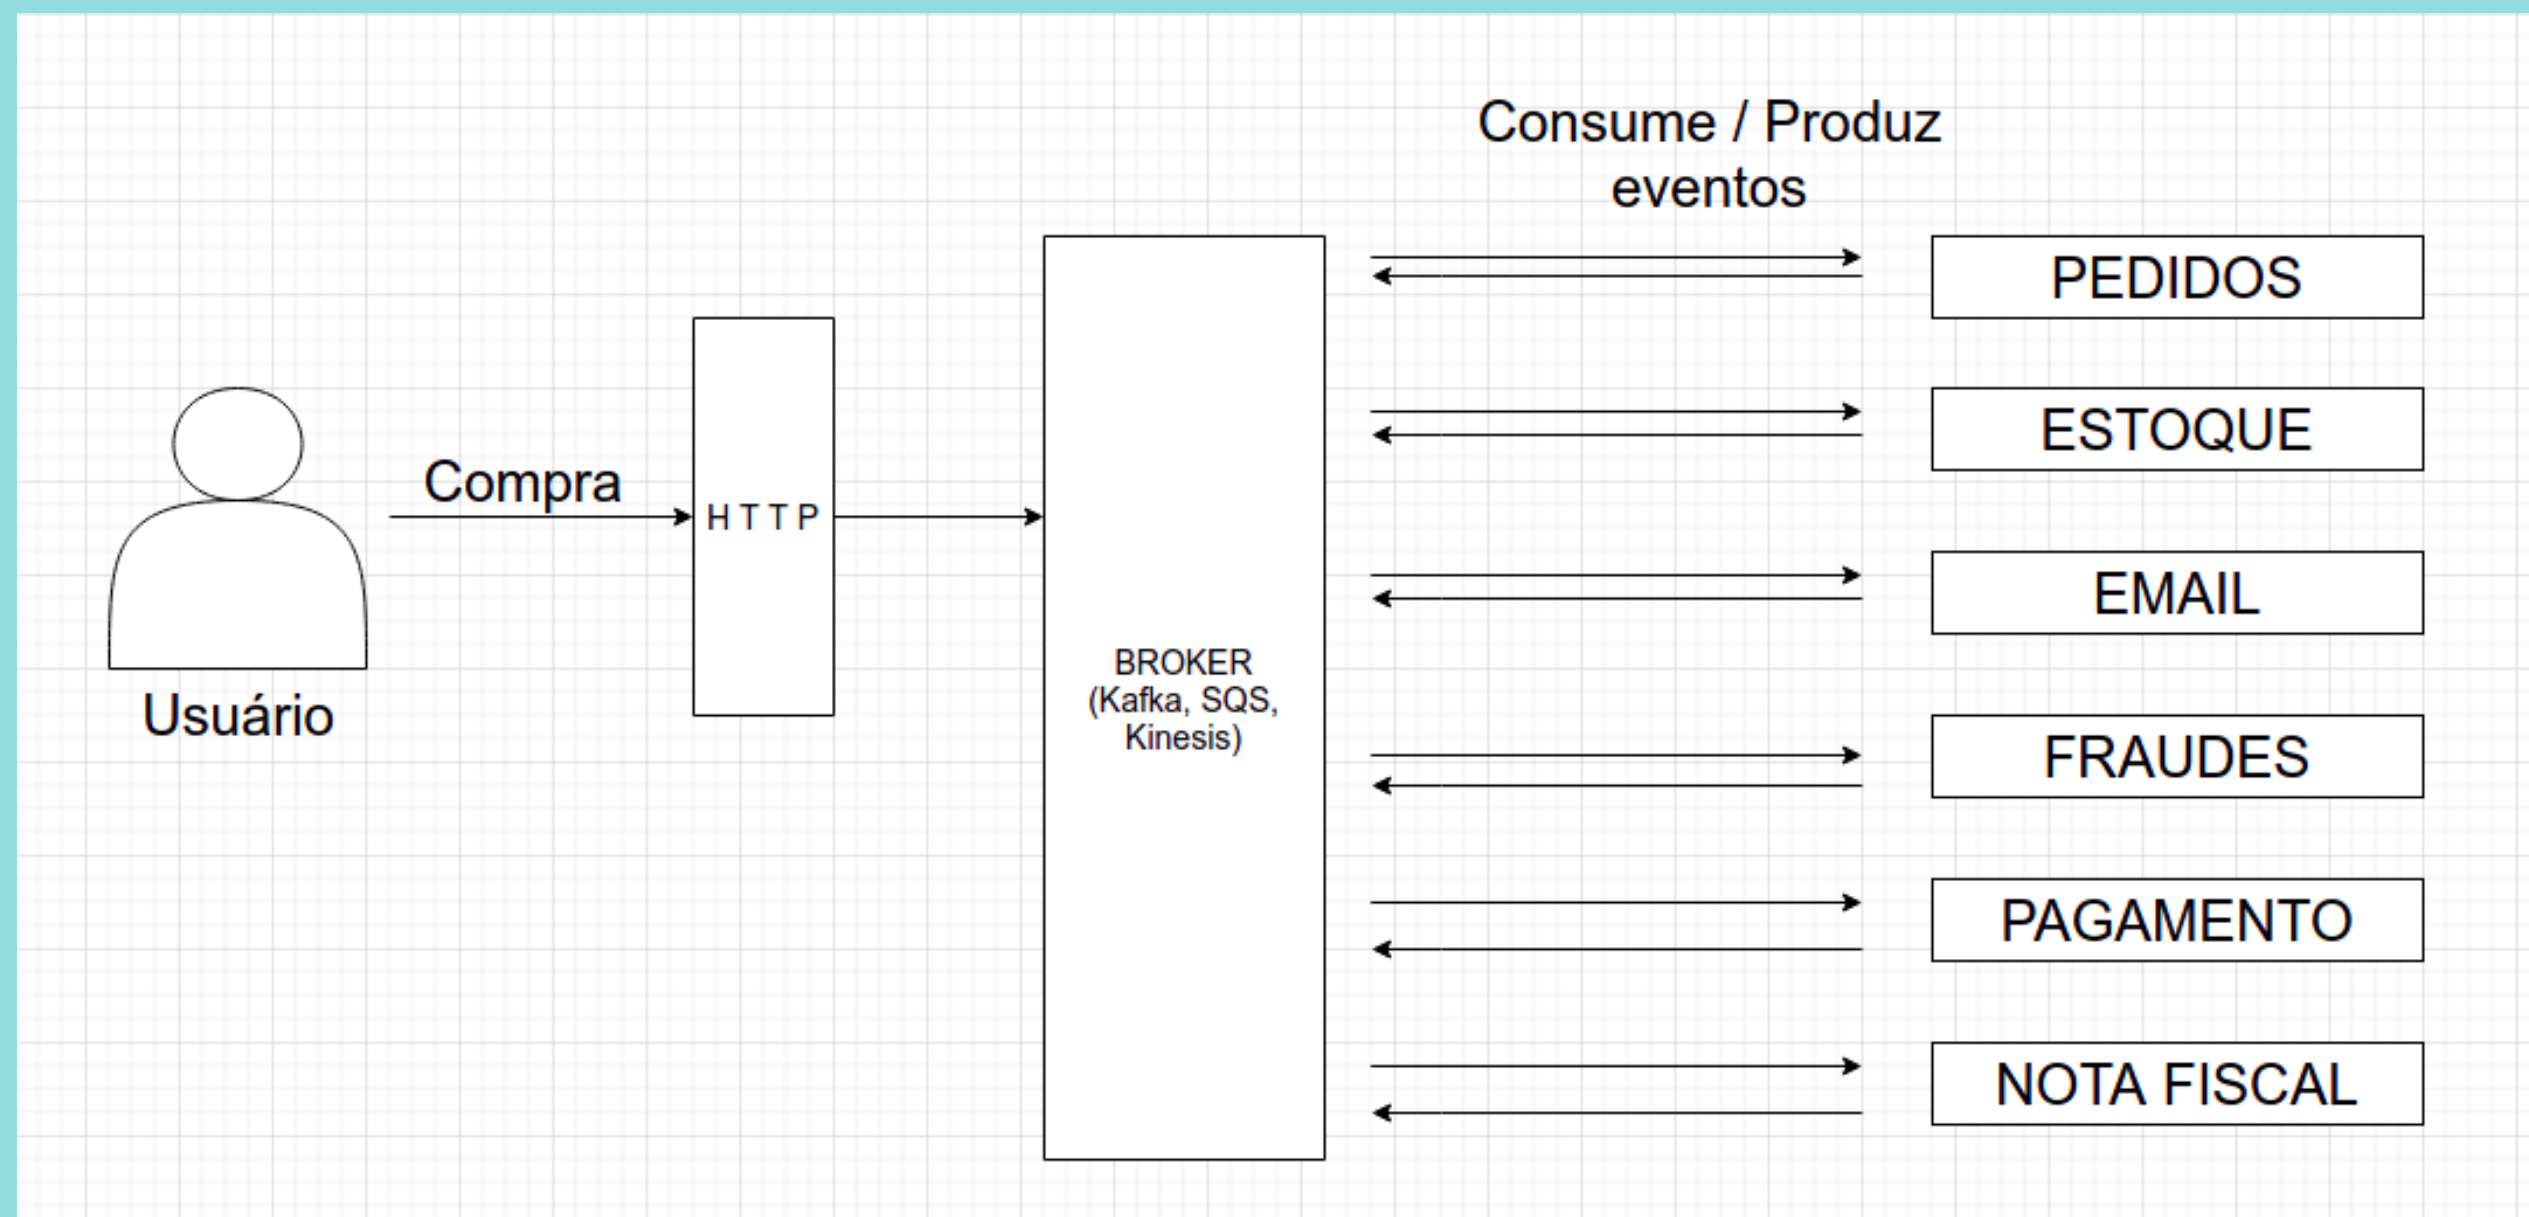 Consume / Produz
eventos
PEDIDOS
ESTOQUE
Compra
H T T P
EMAIL
BROKER
(Kafka, SQS,
Kinesis)
Usuário
FRAUDES
PAGAMENTO
NOTA FISCAL